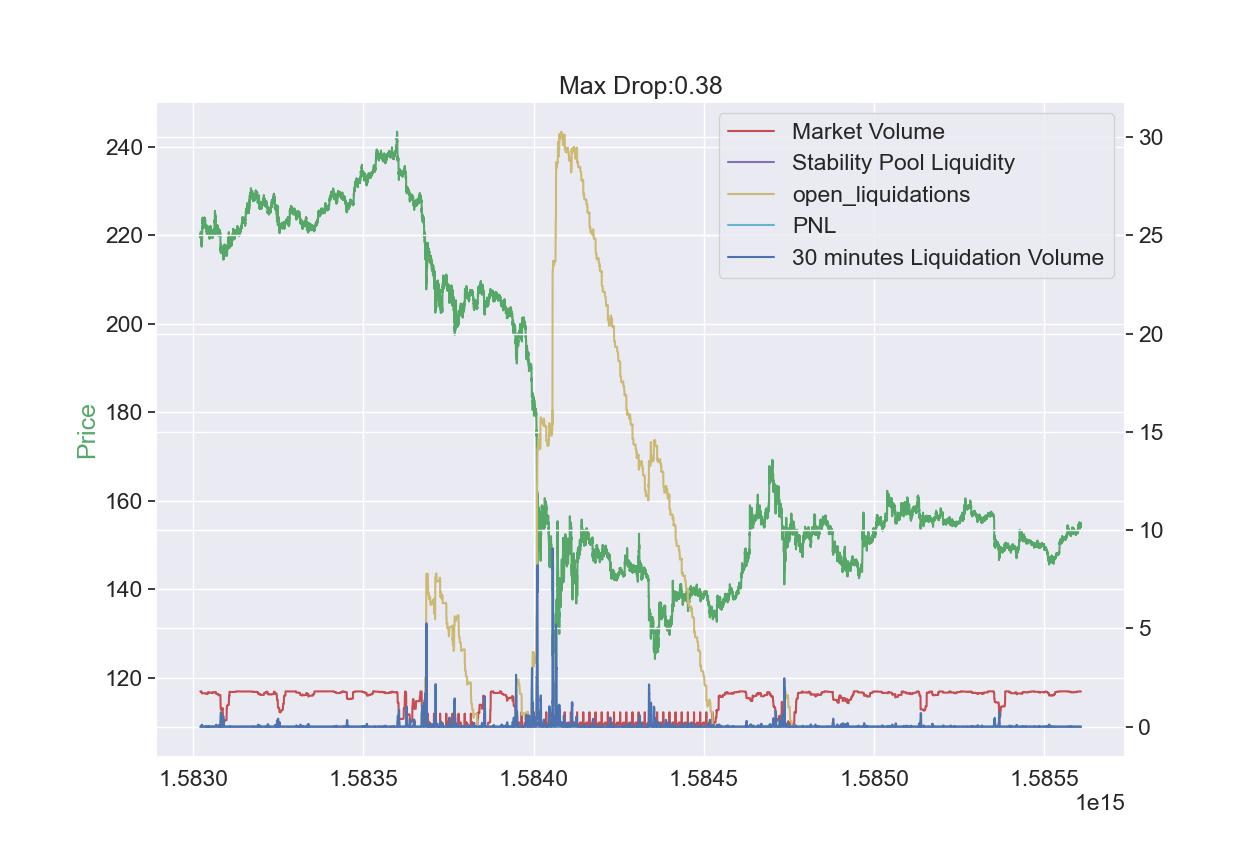 Max Drop:0.38
Market Volume
Stability Pool Liquidity
open_liquidations
PNL
30 minutes Liquidation Volume
Price
240
220
200
180
160
140
120
30
25
20
15
10
5
0
1.5830 1.5835 1.5840 1.5845 1.5850 1.5855
1e15